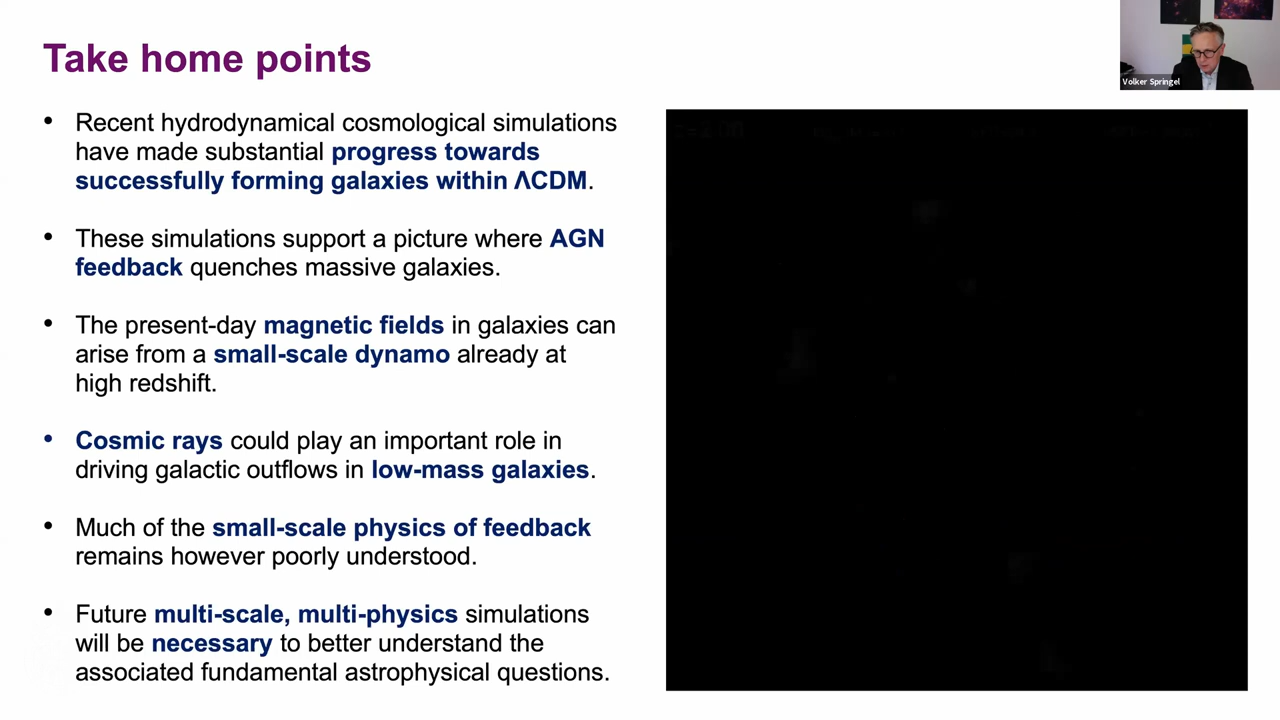 Take home points
Volker Springel
• Recent hydrodynamical cosmological simulations
have made substantial progress towards
successfully forming galaxies within ΛCDM.
• These simulations support a picture where AGN
feedback quenches massive galaxies.
• The present-day magnetic fields in galaxies can
arise from a small-scale dynamo already at
high redshift.
• Cosmic rays could play an important role in
driving galactic outflows in low-mass galaxies.
• Much of the small-scale physics of feedback
remains however poorly understood.
• Future multi-scale, multi-physics simulations
will be necessary to better understand the
associated fundamental astrophysical questions.